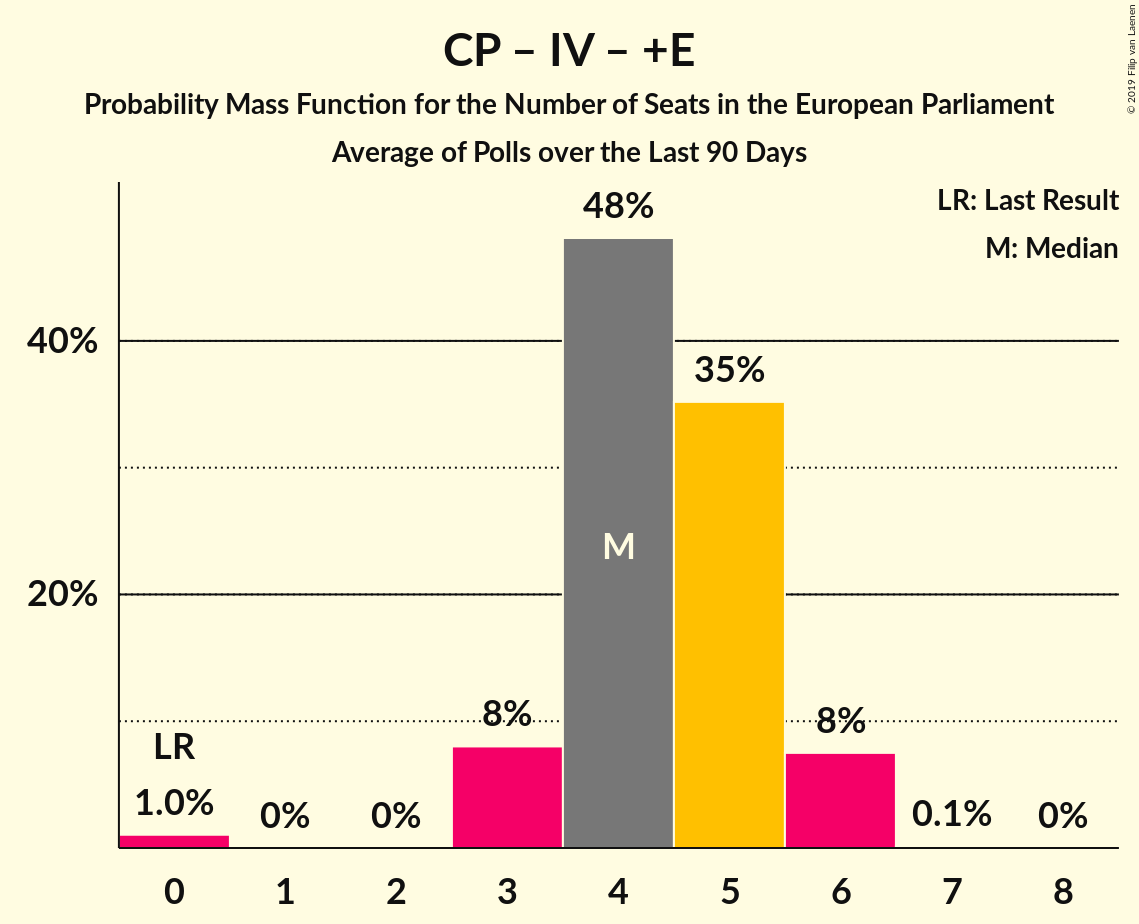 CP – IV – +E
Probability Mass Function for the Number of Seats in the European Parliament
Average of Polls over the Last 90 Days
© 2019 Filip van Laenen
LR: Last Result
M: Median
48%
40%
35%
M
20%
8%
8%
LR
1.0%
0%
0%
0.1%
0%
0 1 2 3 4 5 6 7 8